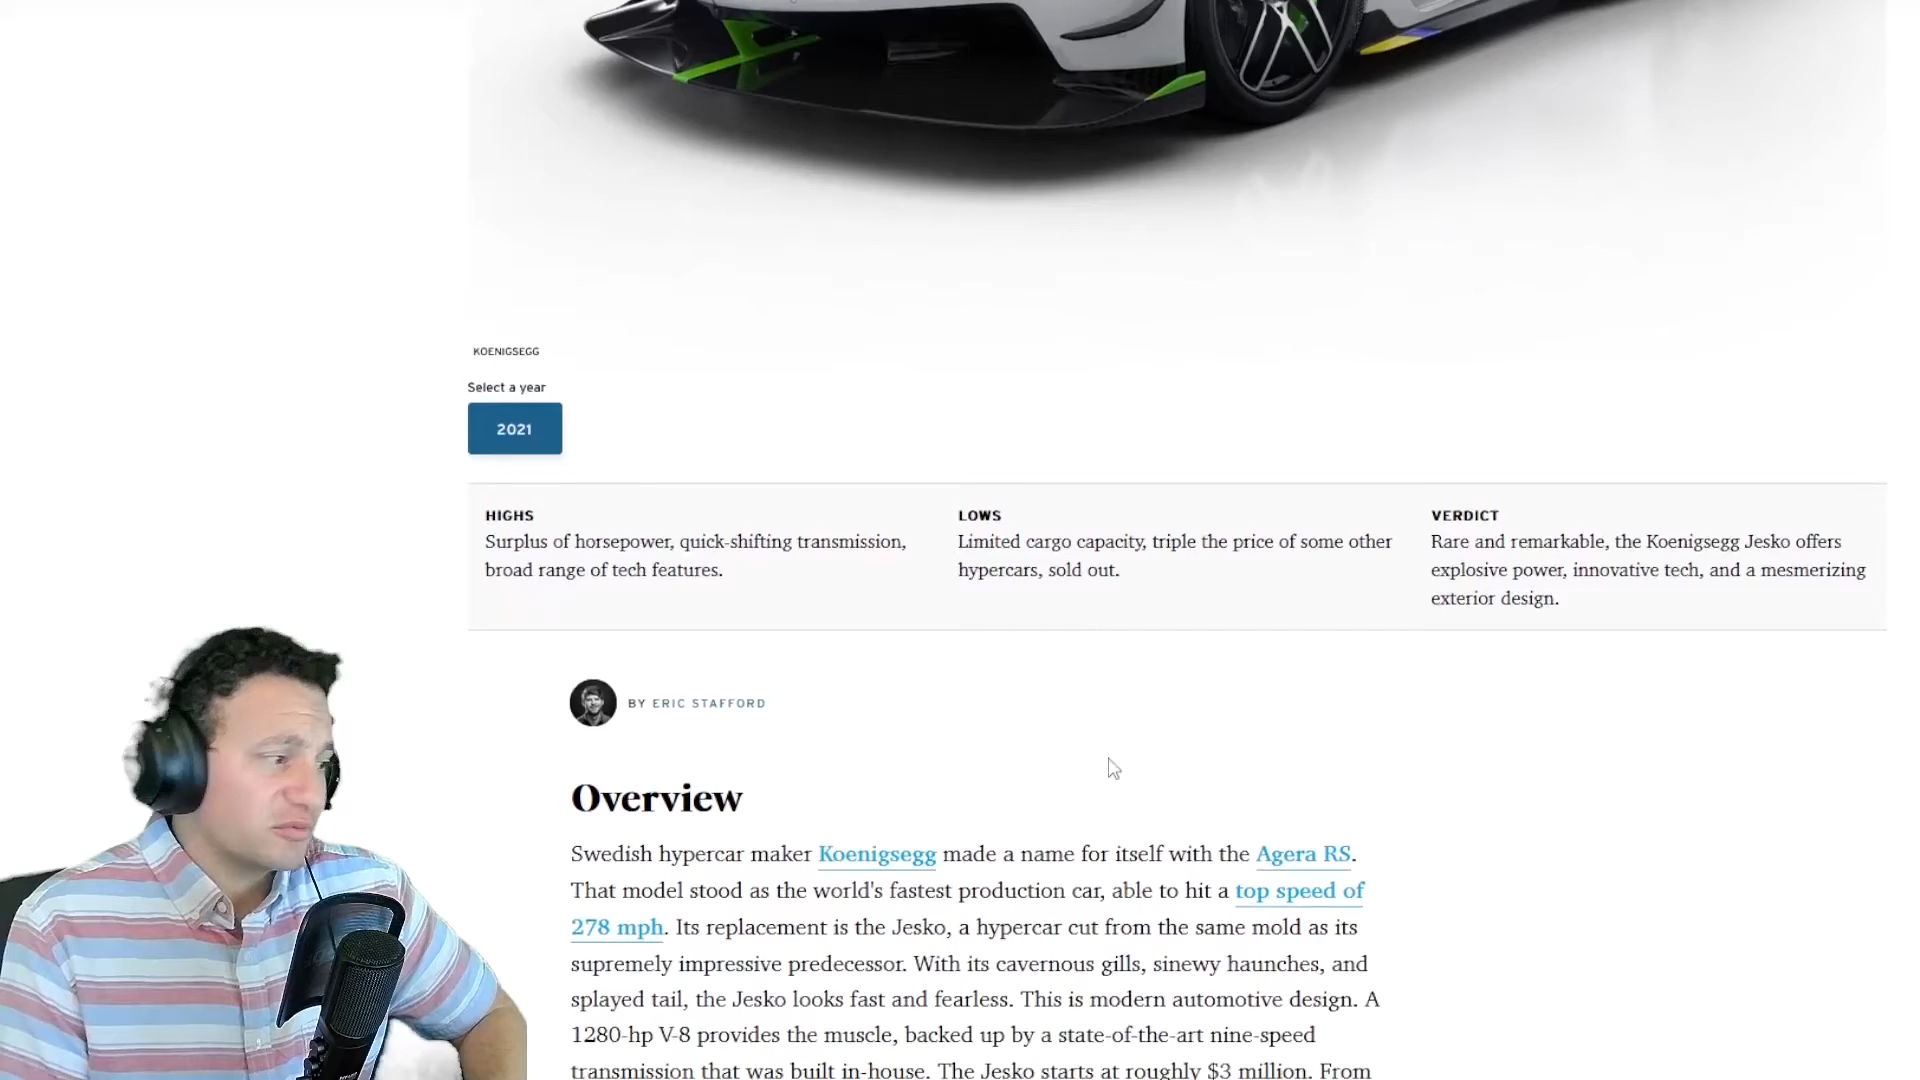 KOENIGSEGG
Select a year
2021
HIGHS
Surplus of horsepower, quick-shifting transmission,
broad range of tech features.
LOWS
Limited cargo capacity, triple the price of some other
hypercars, sold out.
VERDICT
Rare and remarkable, the Koenigsegg Jesko offers
explosive power, innovative tech, and a mesmerizing
exterior design.
BY ERIC STAFFORD
Overview
Swedish hypercar maker Koenigsegg made a name for itself with the Agera RS.
That model stood as the world's fastest production car, able to hit a top speed of
278 mph. Its replacement is the Jesko, a hypercar cut from the same mold as its
supremely impressive predecessor. With its cavernous gills, sinewy haunches, and
splayed tail, the Jesko looks fast and fearless. This is modern automotive design. A
1280-hp V-8 provides the muscle, backed up by a state-of-the-art nine-speed
transmission that was built in-house. The Jesko starts at roughly $3 million. From